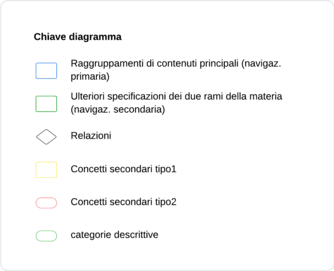 Chiave diagramma
Raggruppamenti di contenuti principali (navigaz.
primaria)
Ulteriori specificazioni dei due rami della materia
(navigaz. secondaria)
Relazioni
Concetti secondari tipo1
Concetti secondari tipo2
categorie descrittive